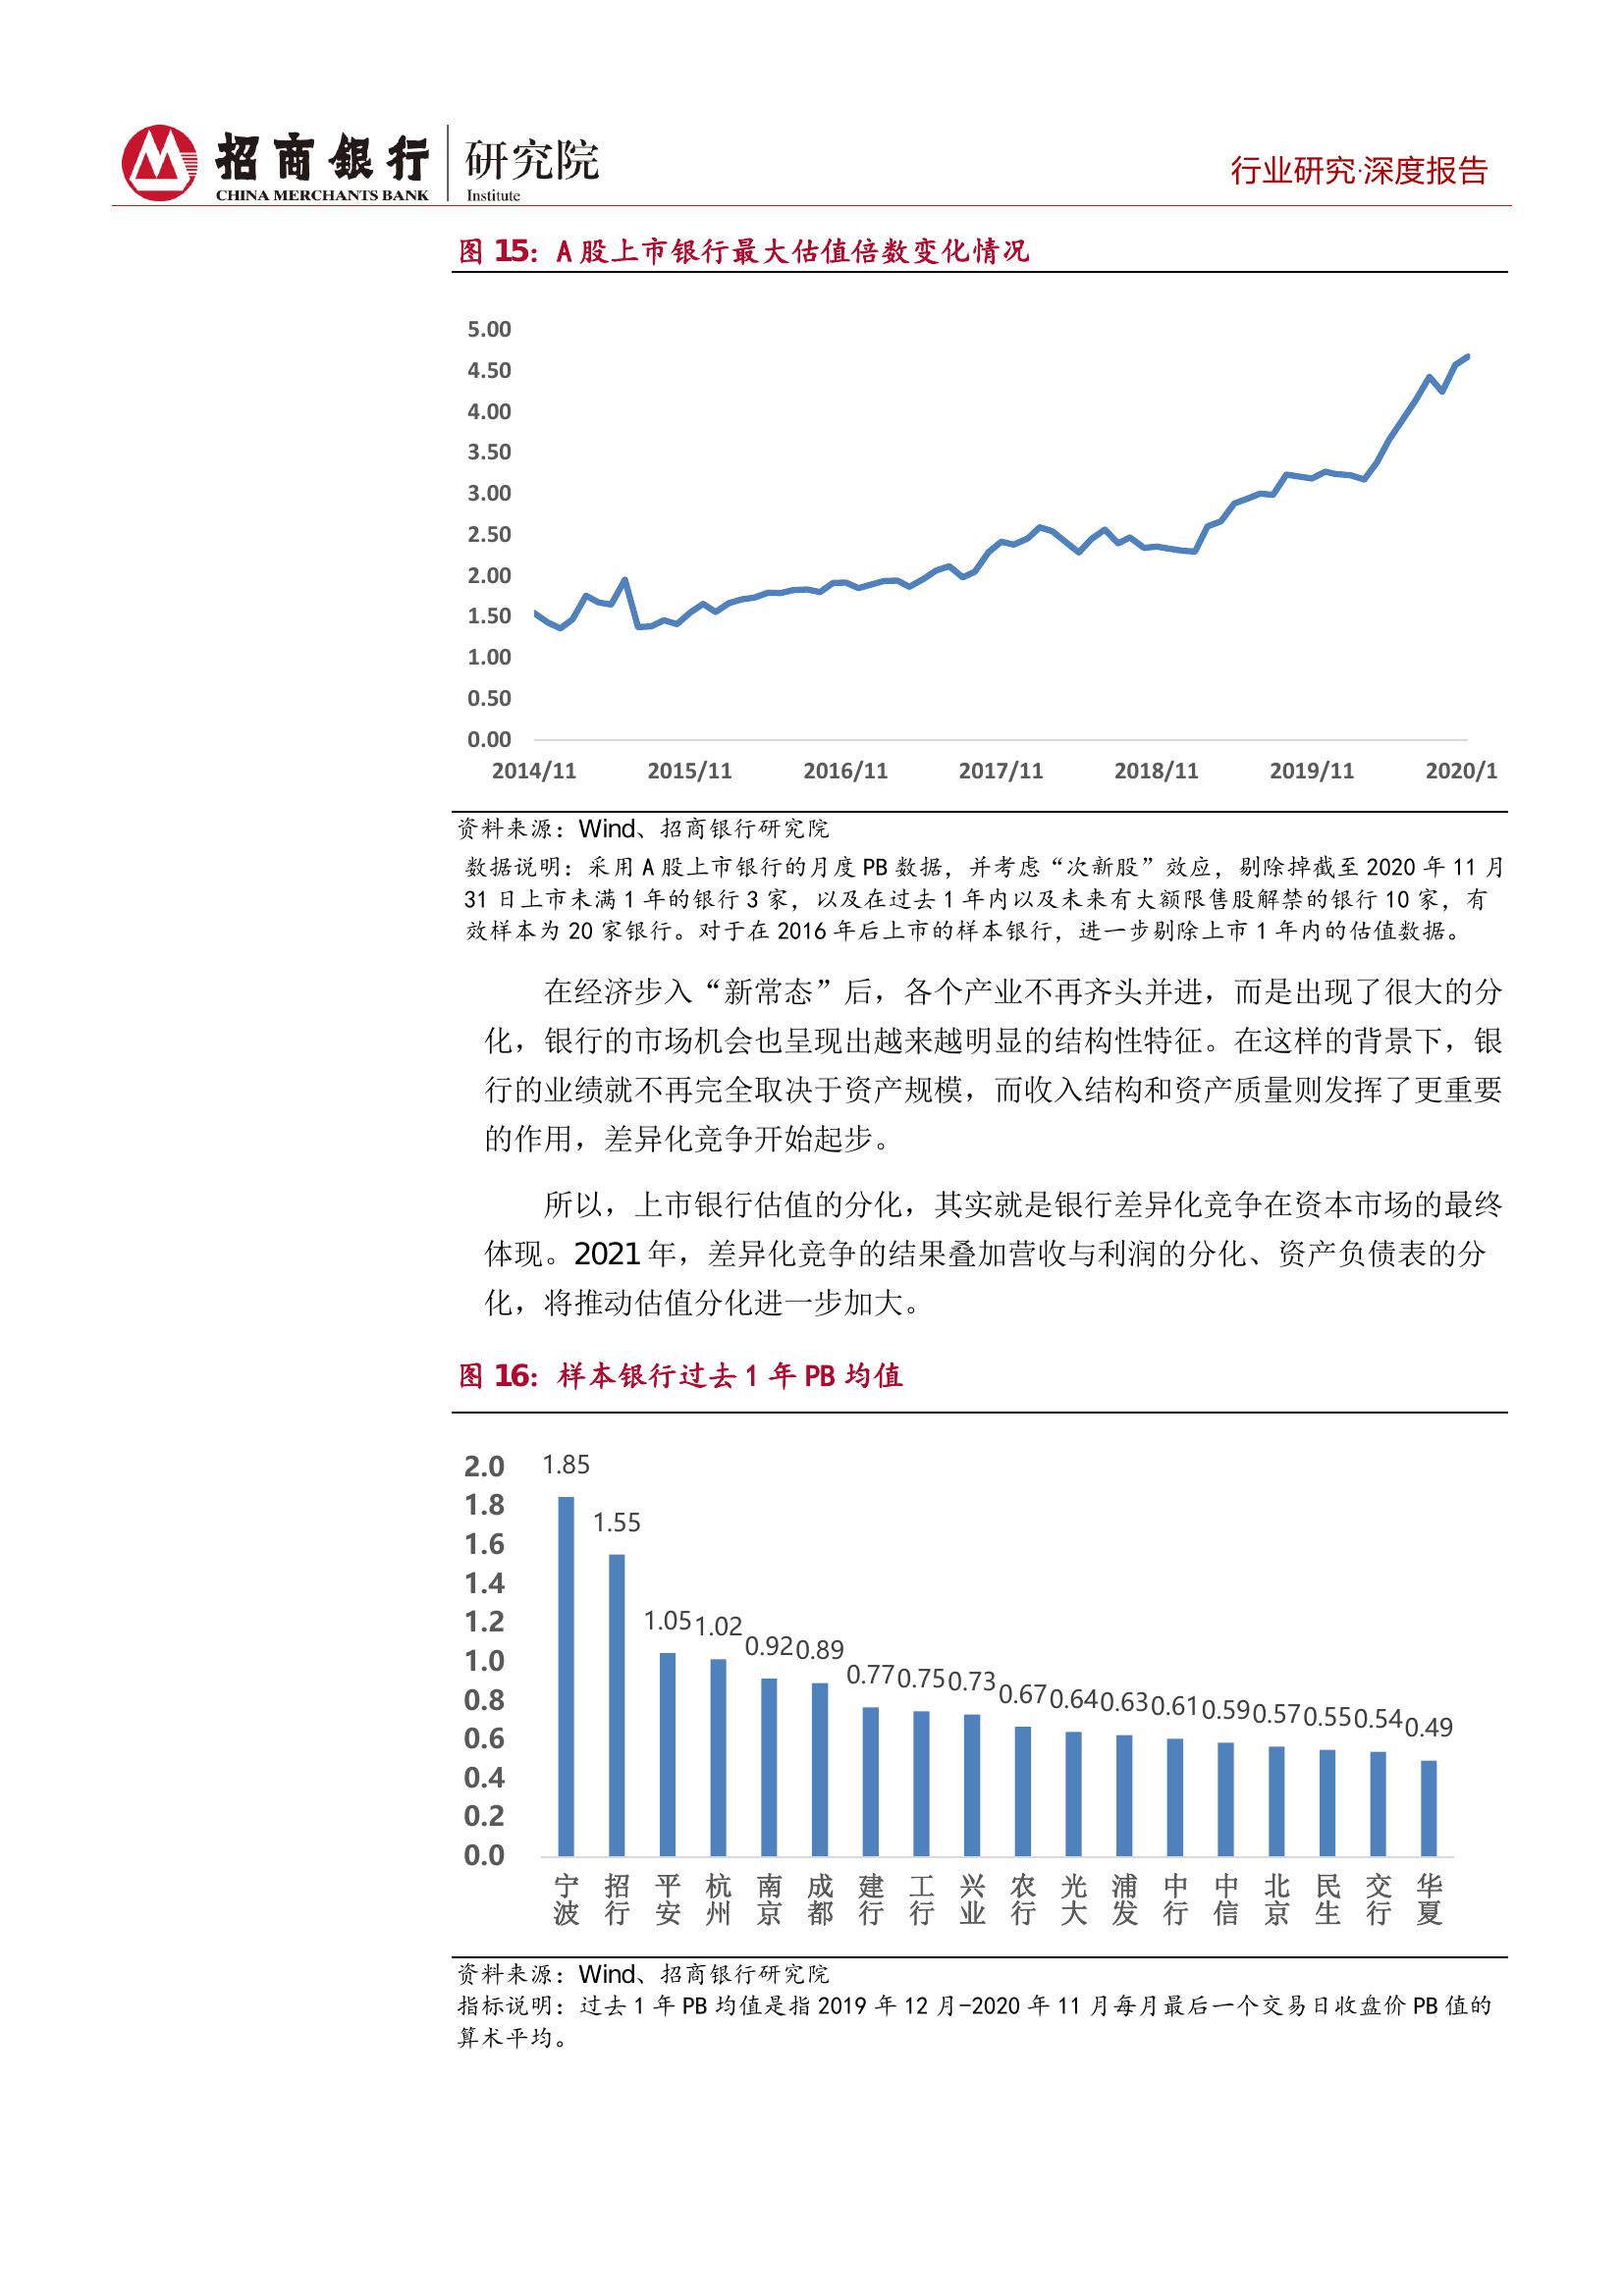 招商银行 研究院
CHINA MERCHANTS BANK Institute
行业研究·深度报告
图 15：A 股上市银行最大估值倍数变化情况
5.00
4.50
4.00
3.50
3.00
2.50
2.00
1.50
1.00
0.50
0.00
2014/11 2015/11 2016/11 2017/11 2018/11 2019/11 2020/1
资料来源：Wind、招商银行研究院
数据说明：采用 A 股上市银行的月度 PB 数据，并考虑“次新股”效应，剔除掉截至 2020 年 11 月
31 日上市未满 1 年的银行 3 家，以及在过去 1 年内以及未来有大额限售股解禁的银行 10 家，有
效样本为 20 家银行。对于在 2016 年后上市的样本银行，进一步剔除上市 1 年内的估值数据。
在经济步入“新常态”后，各个产业不再齐头并进，而是出现了很大的分
化，银行的市场机会也呈现出越来越明显的结构性特征。在这样的背景下，银
行的业绩就不再完全取决于资产规模，而收入结构和资产质量则发挥了更重要
的作用，差异化竞争开始起步。
所以，上市银行估值的分化，其实就是银行差异化竞争在资本市场的最终
体现。2021 年，差异化竞争的结果叠加营收与利润的分化、资产负债表的分
化，将推动估值分化进一步加大。
图 16：样本银行过去 1 年 PB 均值
2.0
1.8
1.6
1.4
1.2
1.0
0.8
0.6
0.4
0.2
0.0
1.85 1.55 1.05 1.02 0.92 0.89 0.77 0.75 0.73 0.67 0.64 0.63 0.61 0.59 0.57 0.55 0.54 0.49
宁波 招行 平安 杭州 南京 成都 建行 工行 兴业 农行 光大 浦发 中行 中信 北京 民生 交行 华夏
资料来源：Wind、招商银行研究院
指标说明：过去 1 年 PB 均值是指 2019 年 12 月-2020 年 11 月每月最后一个交易日收盘价 PB 值的
算术平均。